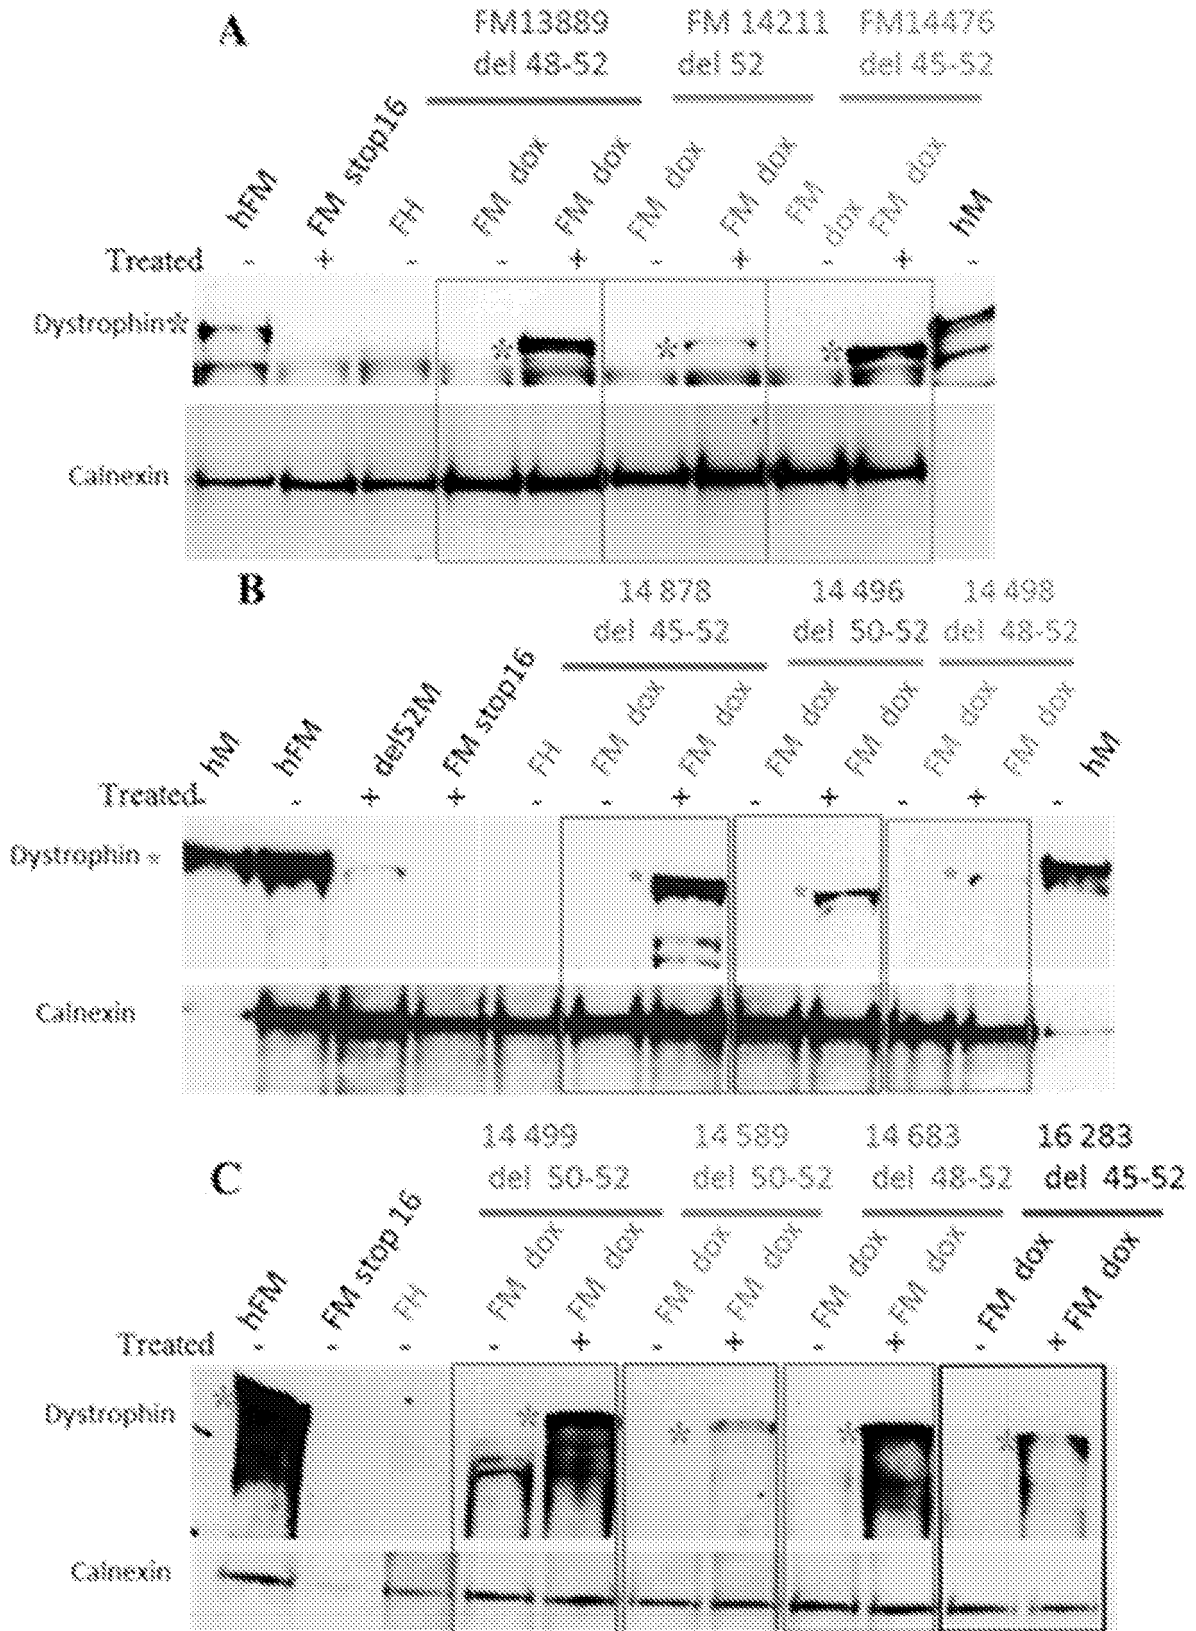 A
FM13889 FM 14211 FM14476
del 48-52 del 52 del 45-52
hFM FM stop16 FH FM dox FM dox FM dox FM dox FM dox FM dox hM
Treated - + - - + - + - + -
Dystrophin☆ * * *
Calnexin
B
14 878 14 496 14 498
del 45-52 del 50-52 del 48-52
hM hFM del52M FM stop16 FH FM dox FM dox FM dox FM dox FM dox FM dox hM
Treated- - + + - - + - + - + -
Dystrophin * * * *
Calnexin
C
14 499 14 589 14 683 16 283
del 50-52 del 50-52 del 48-52 del 45-52
hFM FM stop 16 FH FM dox FM dox FM dox FM dox FM dox FM dox FM dox FM dox
Treated - - - - + - + - + - +
Dystrophin * * * * *
Calnexin